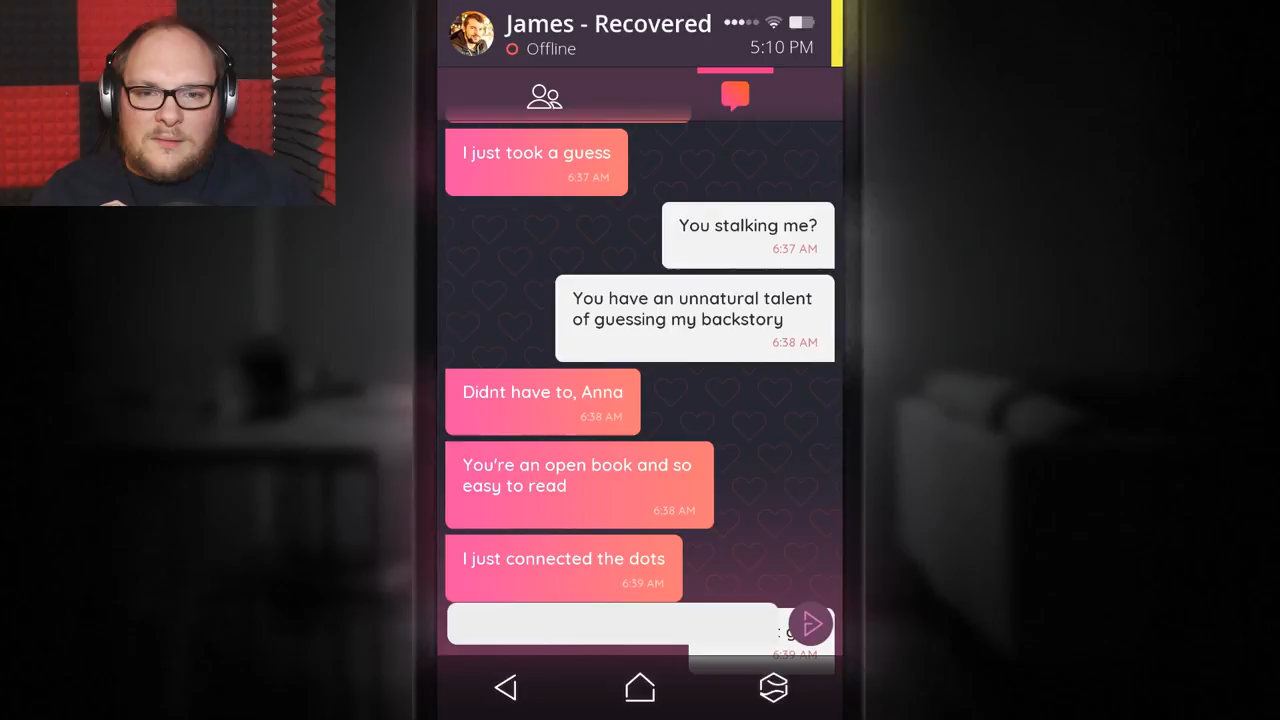 James - Recovered
Offline
5:10 PM
I just took a guess
6:37 AM
You stalking me?
6:37 AM
You have an unnatural talent
of guessing my backstory
6:38 AM
Didnt have to, Anna
6:38 AM
You're an open book and so
easy to read
6:38 AM
I just connected the dots
6:39 AM
6:39 AM